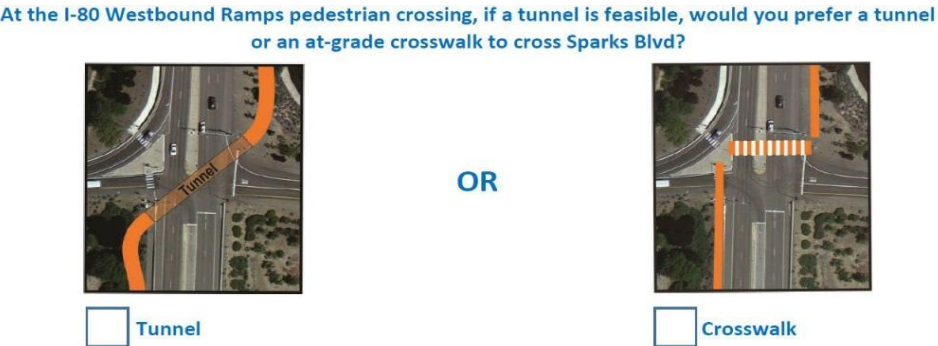 At the I-80 Westbound Ramps pedestrian crossing, if a tunnel is feasible, would you prefer a tunnel
or an at-grade crosswalk to cross Sparks Blvd?
Tunnel
OR
Tunnel
Crosswalk